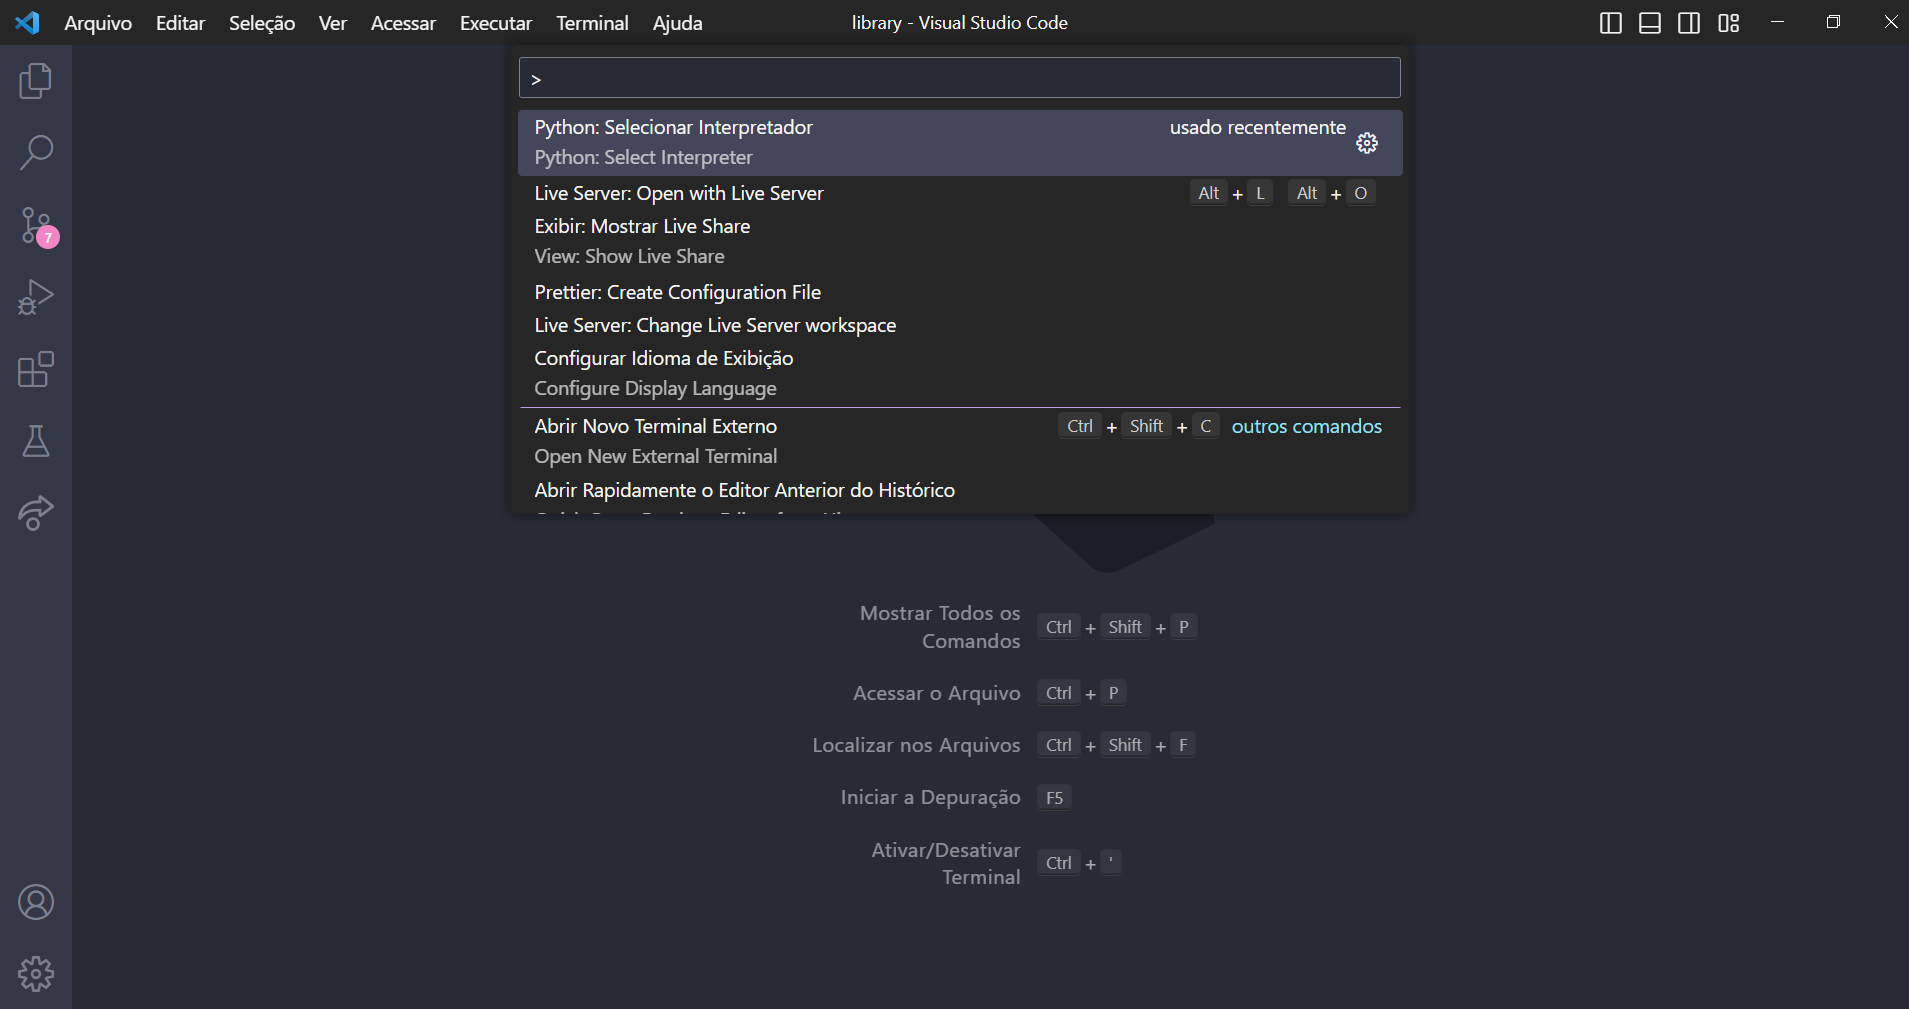 Arquivo Editar Seleção Ver Acessar Executar Terminal Ajuda library - Visual Studio Code
>
Python: Selecionar Interpretador usado recentemente
Python: Select Interpreter
Live Server: Open with Live Server Alt + L Alt + O
Exibir: Mostrar Live Share
View: Show Live Share
Prettier: Create Configuration File
Live Server: Change Live Server workspace
Configurar Idioma de Exibição
Configure Display Language
Abrir Novo Terminal Externo Ctrl + Shift + C outros comandos
Open New External Terminal
Abrir Rapidamente o Editor Anterior do Histórico
7
Mostrar Todos os
Comandos Ctrl + Shift + P
Acessar o Arquivo Ctrl + P
Localizar nos Arquivos Ctrl + Shift + F
Iniciar a Depuração F5
Ativar/Desativar
Terminal Ctrl + '